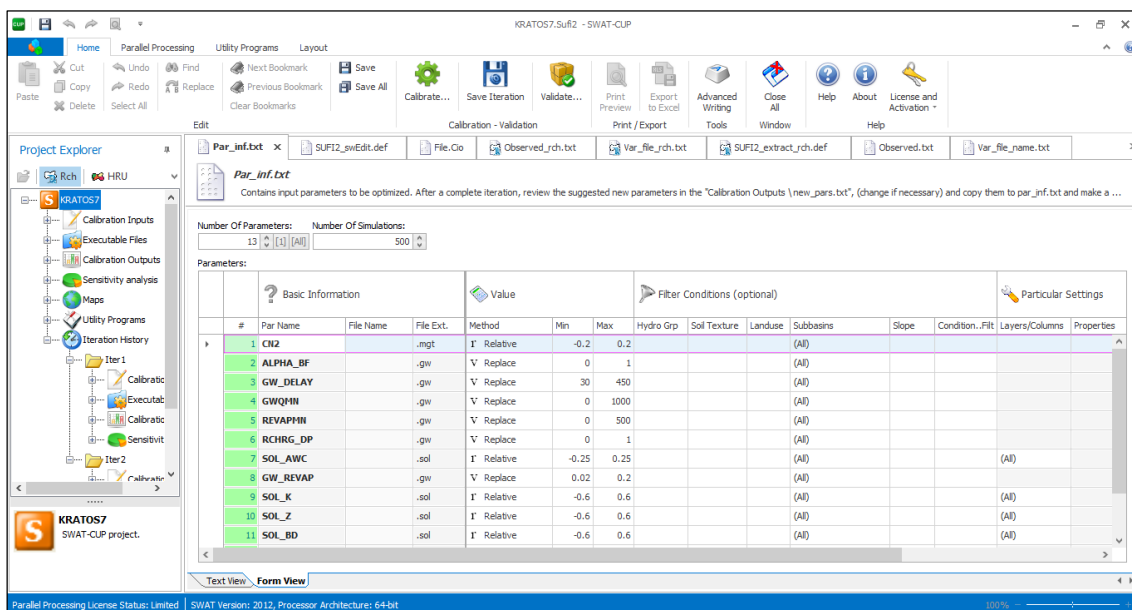 CUP
KRATOS7.Sufi2 - SWAT-CUP
Home Parallel Processing Utility Programs Layout
Paste
Cut Undo Find Next Bookmark Save
Copy Redo Replace Previous Bookmark Save All
Delete Select All Clear Bookmarks
Calibrate... Save Iteration Validate... Print Preview Export to Excel Advanced Writing Close All Help About License and Activation
Edit Calibration - Validation Print / Export Tools Window Help
Project Explorer
Rch HRU
KRATOS7
Calibration Inputs
Executable Files
Calibration Outputs
Sensitivity analysis
Maps
Utility Programs
Iteration History
Iter1
Calibratic
Executab
Calibratic
Sensitivit
Iter2
Calibratic
S
KRATOS7
SWAT-CUP project.
Par_inf.txt SUFI2_swEdit.def File.Cio Observed_rch.txt Var_file_rch.txt SUFI2_extract_rch.def Observed.txt Var_file_name.txt
Par_inf.txt
Contains input parameters to be optimized. After a complete iteration, review the suggested new parameters in the "Calibration Outputs \new_pars.txt", (change if necessary) and copy them to par_inf.txt and make a ...
Number Of Parameters: Number Of Simulations:
13 [1] [All] 500
Parameters:
? Basic Information Value Filter Conditions (optional) Particular Settings
# Par Name File Name File Ext. Method Min Max Hydro Grp Soil Texture Landuse Subbasins Slope Condition..Filt Layers/Columns Properties
1 CN2 .mgt r Relative -0.2 0.2 (All)
2 ALPHA_BF .gw V Replace 0 1 (All)
3 GW_DELAY .gw V Replace 30 450 (All)
4 GWQMN .gw V Replace 0 1000 (All)
5 REVAPMN .gw V Replace 0 500 (All)
6 RCHRG_DP .gw V Replace 0 1 (All)
7 SOL_AWC .sol r Relative -0.25 0.25 (All) (All)
8 GW_REVAP .gw V Replace 0.02 0.2 (All)
9 SOL_K .sol r Relative -0.6 0.6 (All) (All)
10 SOL_Z .sol r Relative -0.6 0.6 (All) (All)
11 SOL_BD .sol r Relative -0.6 0.6 (All) (All)
Text View Form View
Parallel Processing License Status: Limited SWAT Version: 2012, Processor Architecture: 64-bit 100%